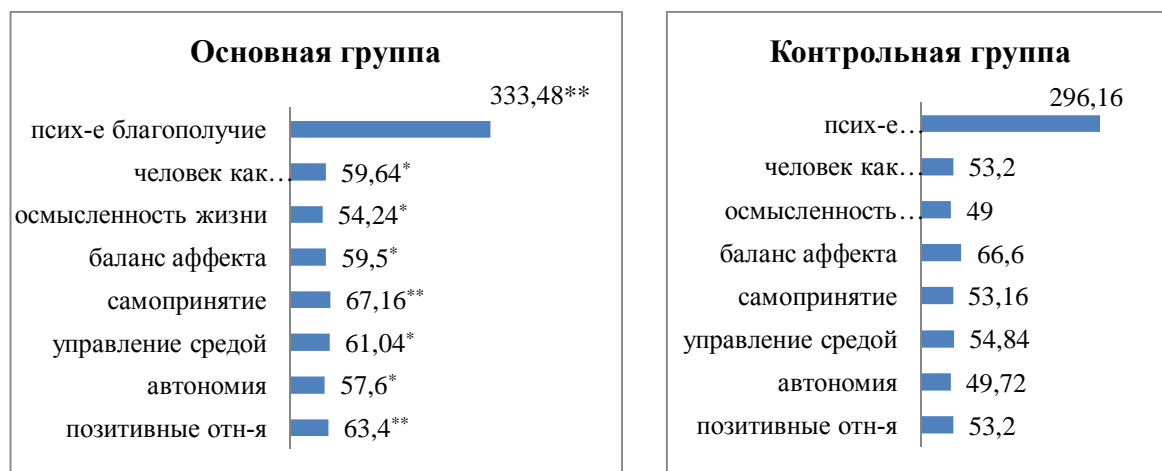 Основная группа
333,48**
псих-е благополучие
человек как… 59,64*
осмысленность жизни 54,24*
баланс аффекта 59,5*
самопринятие 67,16**
управление средой 61,04*
автономия 57,6*
позитивные отн-я 63,4**
Контрольная группа
296,16
псих-е…
человек как… 53,2
осмысленность… 49
баланс аффекта 66,6
самопринятие 53,16
управление средой 54,84
автономия 49,72
позитивные отн-я 53,2